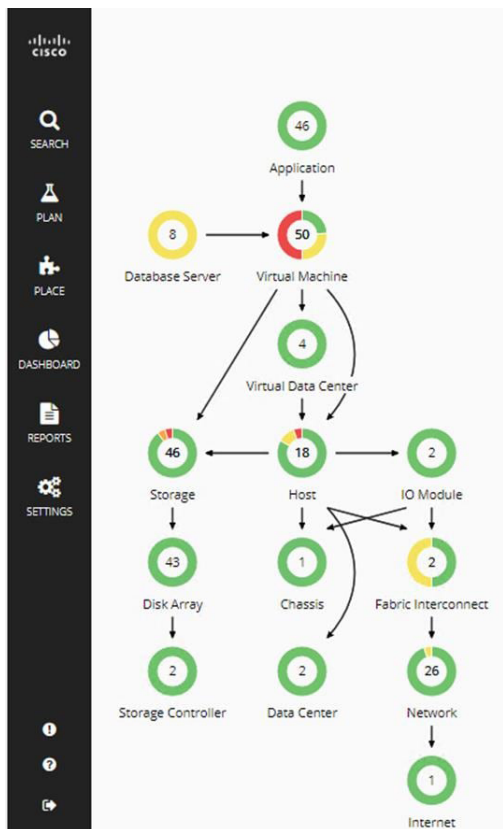 CISCO
SEARCH
PLAN
PLACE
DASHBOARD
REPORTS
SETTINGS
46
Application
8
Database Server
50
Virtual Machine
4
Virtual Data Center
46
Storage
18
Host
2
IO Module
43
Disk Array
1
Chassis
2
Fabric Interconnect
2
Storage Controller
2
Data Center
26
Network
1
Internet